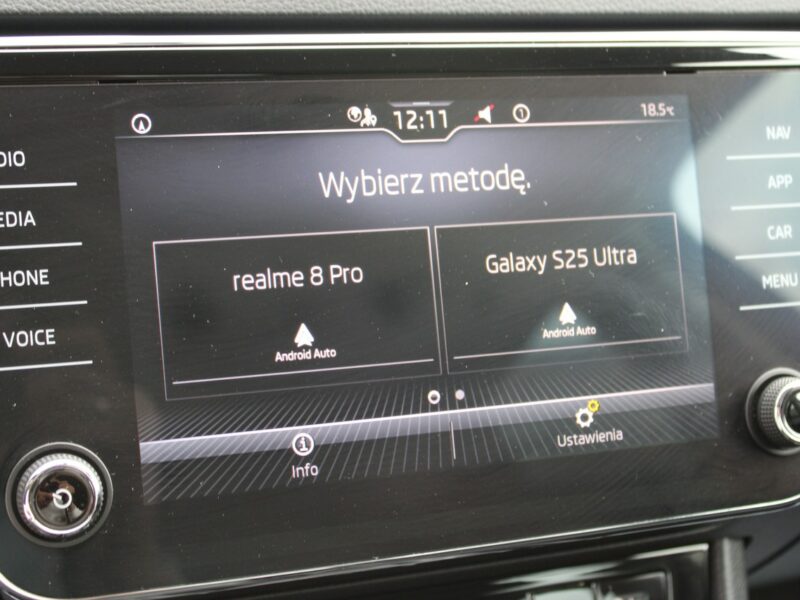 12:11
1
18.5°C
DIO
EDIA
HONE
VOICE
Wybierz metodę.
realme 8 Pro
Android Auto
Galaxy S25 Ultra
Android Auto
Info
Ustawienia
NAV
APP
CAR
MENU